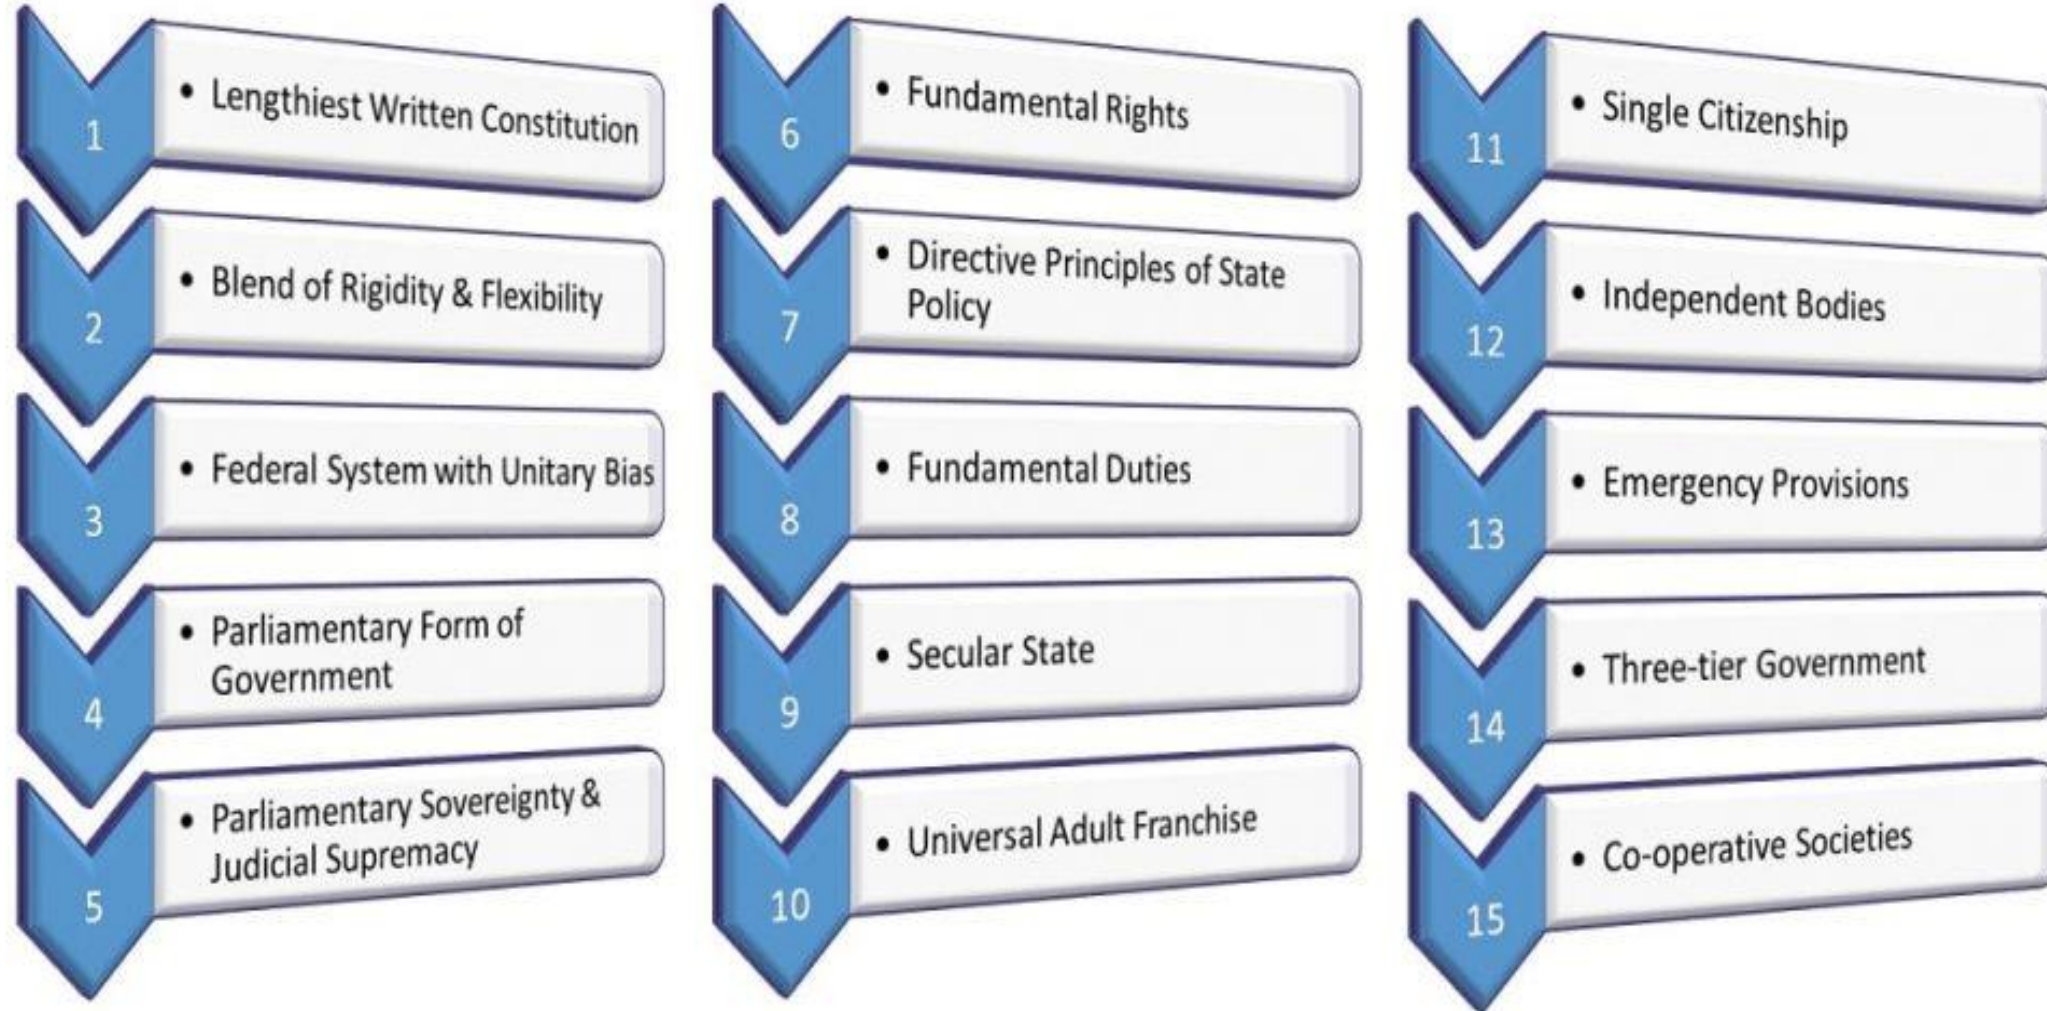 1
• Lengthiest Written Constitution
2
• Blend of Rigidity & Flexibility
3
• Federal System with Unitary Bias
4
• Parliamentary Form of
Government
5
• Parliamentary Sovereignty &
Judicial Supremacy
6
• Fundamental Rights
7
• Directive Principles of State
Policy
8
• Fundamental Duties
9
• Secular State
10
• Universal Adult Franchise
11
• Single Citizenship
12
• Independent Bodies
13
• Emergency Provisions
14
• Three-tier Government
15
• Co-operative Societies